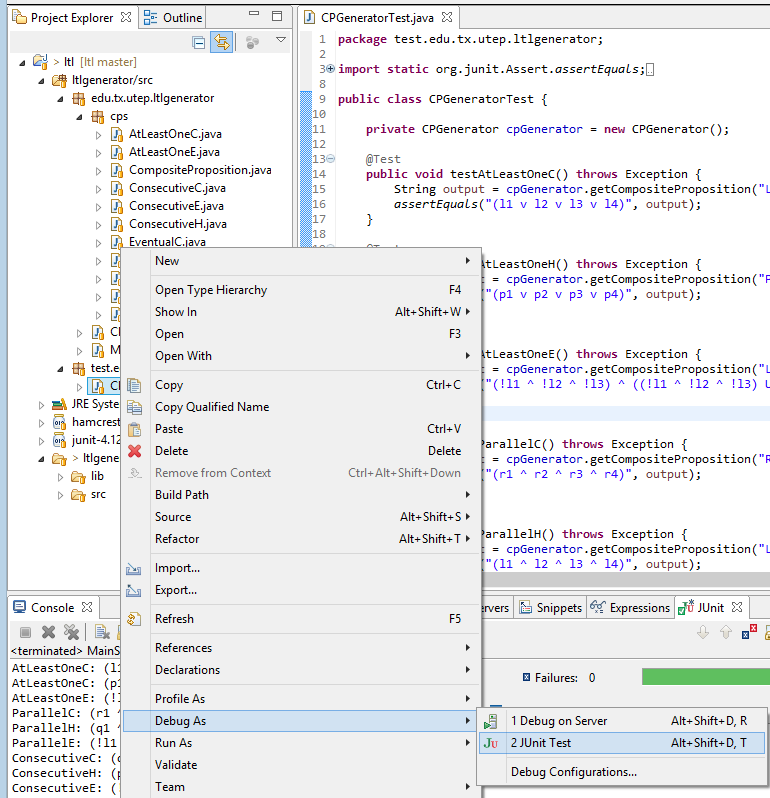 Project Explorer
Outline
> ltl [ltl master]
ltlgenerator/src
edu.tx.utep.ltlgenerator
cps
AtLeastOneC.java
AtLeastOneE.java
CompositeProposition.java
ConsecutiveC.java
ConsecutiveE.java
ConsecutiveH.java
EventualC.java
test.e
JRE Syste
hamcrest
junit-4.12
> ltlgene
lib
> src
CPGeneratorTest.java
1 package test.edu.tx.utep.ltlgenerator;
2
3 import static org.junit.Assert.assertEquals;
8
9 public class CPGeneratorTest {
10
11 private CPGenerator cpGenerator = new CPGenerator();
12
13 @Test
14 public void testAtLeastOneC() throws Exception {
15 String output = cpGenerator.getCompositeProposition("L
16 assertEquals("(l1 v l2 v l3 v l4)", output);
17 }
18
AtLeastOneH() throws Exception {
t = cpGenerator.getCompositeProposition("P
("(p1 v p2 v p3 v p4)", output);
AtLeastOneE() throws Exception {
t = cpGenerator.getCompositeProposition("L
("(!l1 ^ !l2 ^ !l3) ^ ((!l1 ^ !l2 ^ !l3) U
ParallelC() throws Exception {
t = cpGenerator.getCompositeProposition("R
("(r1 ^ r2 ^ r3 ^ r4)", output);
ParallelH() throws Exception {
t = cpGenerator.getCompositeProposition("L
("(l1 ^ l2 ^ l3 ^ l4)", output);
New
Open Type Hierarchy F4
Show In Alt+Shift+W
Open F3
Open With
Copy Ctrl+C
Copy Qualified Name
Paste Ctrl+V
Delete Delete
Remove from Context Ctrl+Alt+Shift+Down
Build Path
Source Alt+Shift+S
Refactor Alt+Shift+T
Import...
Export...
Refresh F5
References
Declarations
Profile As
Debug As
Run As
Validate
Team
1 Debug on Server Alt+Shift+D, R
2 JUnit Test Alt+Shift+D, T
Debug Configurations...
Console
<terminated> MainS
AtLeastOneC: (l1
AtLeastOneC: (p1
AtLeastOneE: (!l
ParallelC: (r1 ^
ParallelH: (q1 ^
ParallelE: (!l1
ConsecutiveC: (
ConsecutiveH: (p
ConsecutiveE: (
ervers
Snippets
Expressions
JUnit
Failures: 0